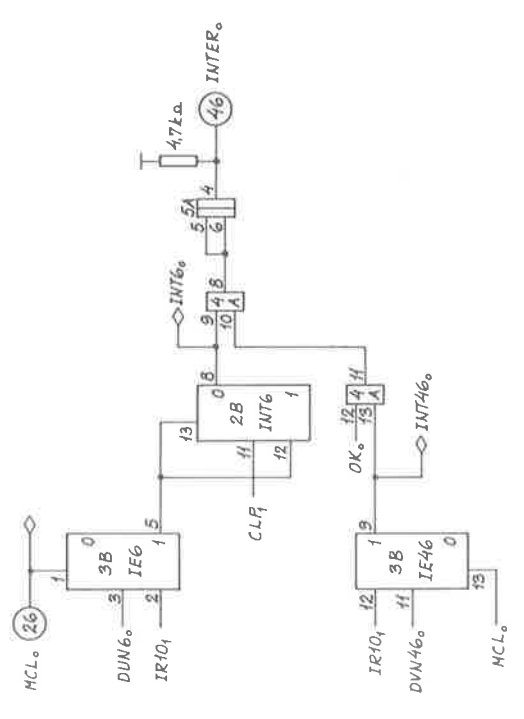 MCL₀ 26
1
DUN6₀ 3 3B 0
IR10₁ 2 IE6 1 5
13
2B 0 8
INT6
CLP₁ 11
12 1
INT6₀
9 4 8
10 A
5 5A 4
6
4,7kΩ
46 INTER₀
IR10₁ 12 3B 1 9
DVN46₀ 11 IE46 0
MCL₀ 13
OK₀ 12 4 11
13 A
INT46₀